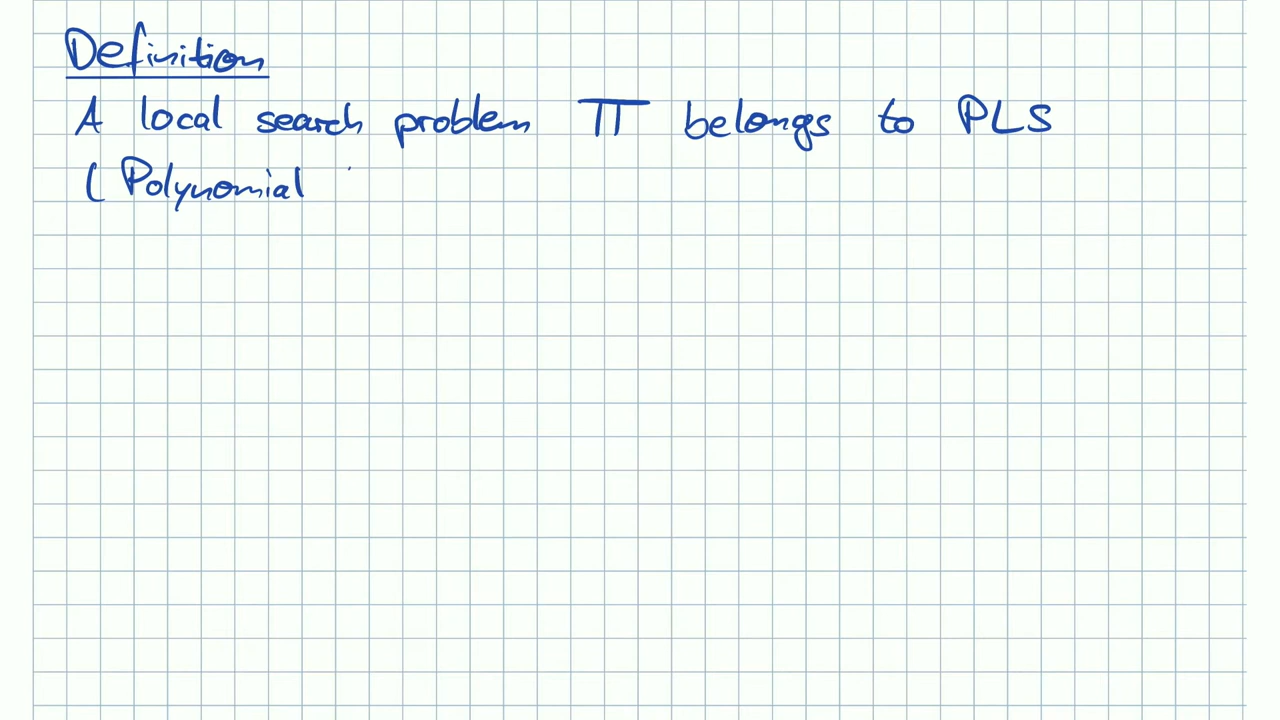 Definition
A local search problem Π belongs to PLS
( Polynomial